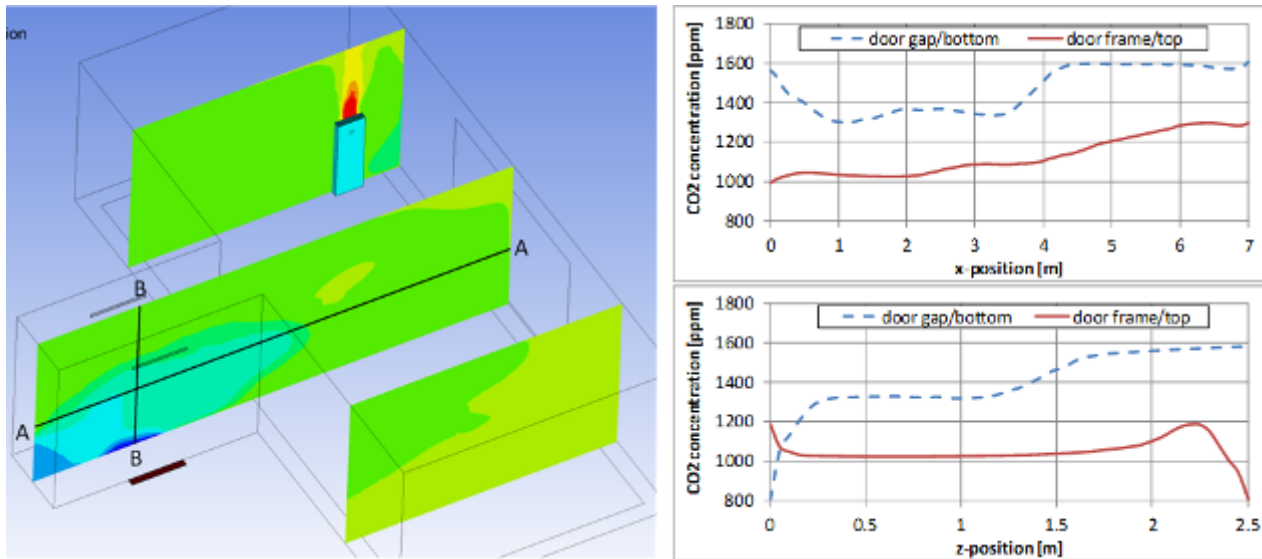 ion
B
A
A
B
1800
door gap/bottom
door frame/top
1600
1400
1200
1000
800
CO2 concentration [ppm]
0 1 2 3 4 5 6 7
x-position [m]
1800
door gap/bottom
door frame/top
1600
1400
1200
1000
800
CO2 concentration [ppm]
0 0.5 1 1.5 2 2.5
z-position [m]